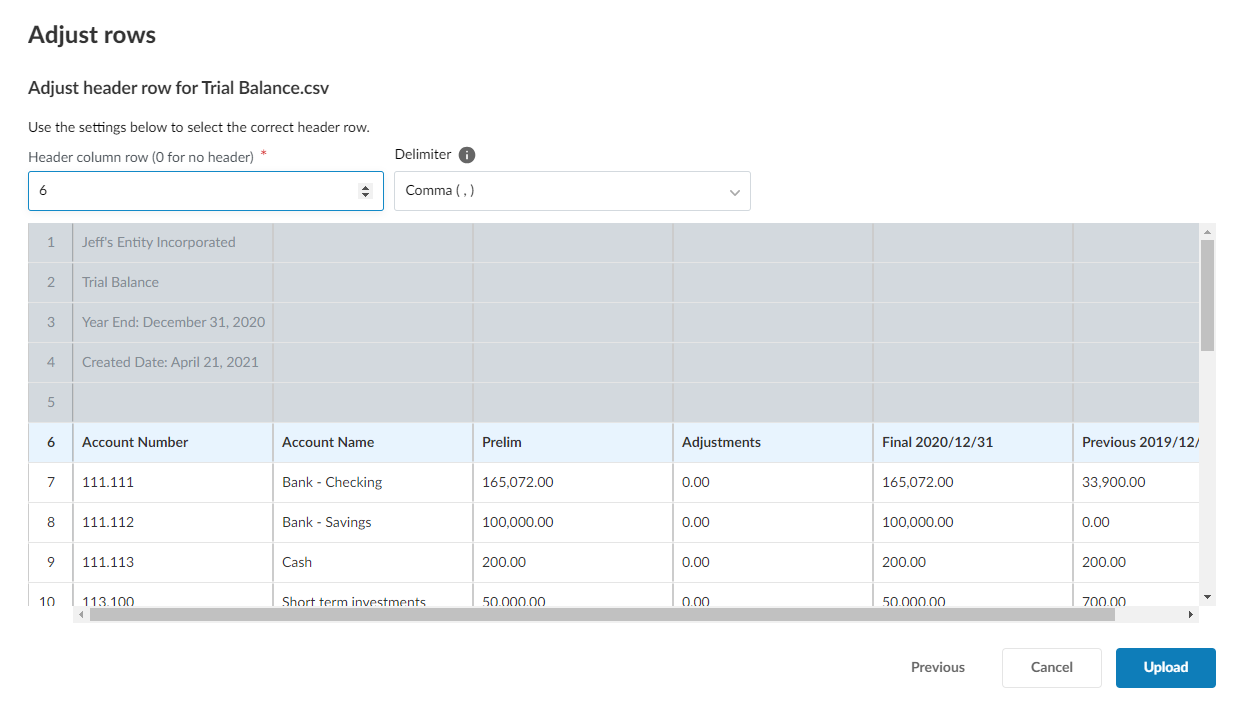 Adjust rows
Adjust header row for Trial Balance.csv
Use the settings below to select the correct header row.
Header column row (0 for no header) *
Delimiter i
6
Comma ( , )
1 Jeff's Entity Incorporated
2 Trial Balance
3 Year End: December 31, 2020
4 Created Date: April 21, 2021
5
6 Account Number Account Name Prelim Adjustments Final 2020/12/31 Previous 2019/12/
7 111.111 Bank - Checking 165,072.00 0.00 165,072.00 33,900.00
8 111.112 Bank - Savings 100,000.00 0.00 100,000.00 0.00
9 111.113 Cash 200.00 0.00 200.00 200.00
10 113.100 Short term investments 50,000.00 0.00 50,000.00 700.00
Previous Cancel Upload